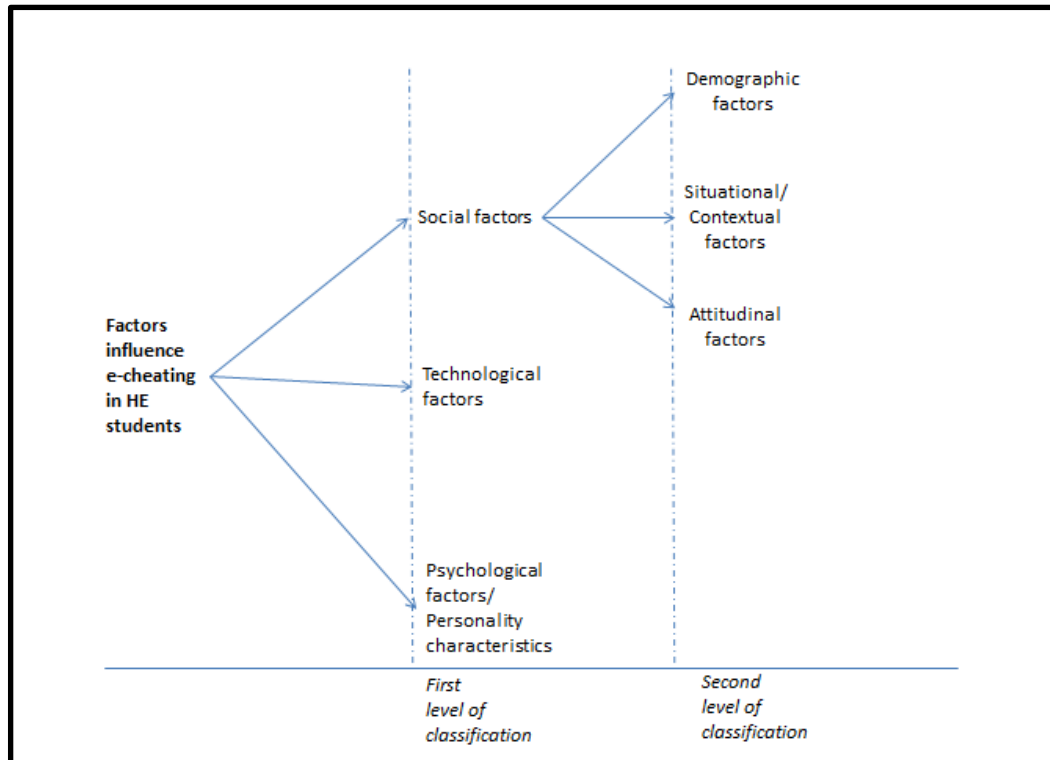 Demographic
factors
Situational/
Contextual
factors
Social factors
Attitudinal
factors
Factors
influence
e-cheating
in HE
students
Technological
factors
Psychological
factors/
Personality
characteristics
First
level of
classification
Second
level of
classification